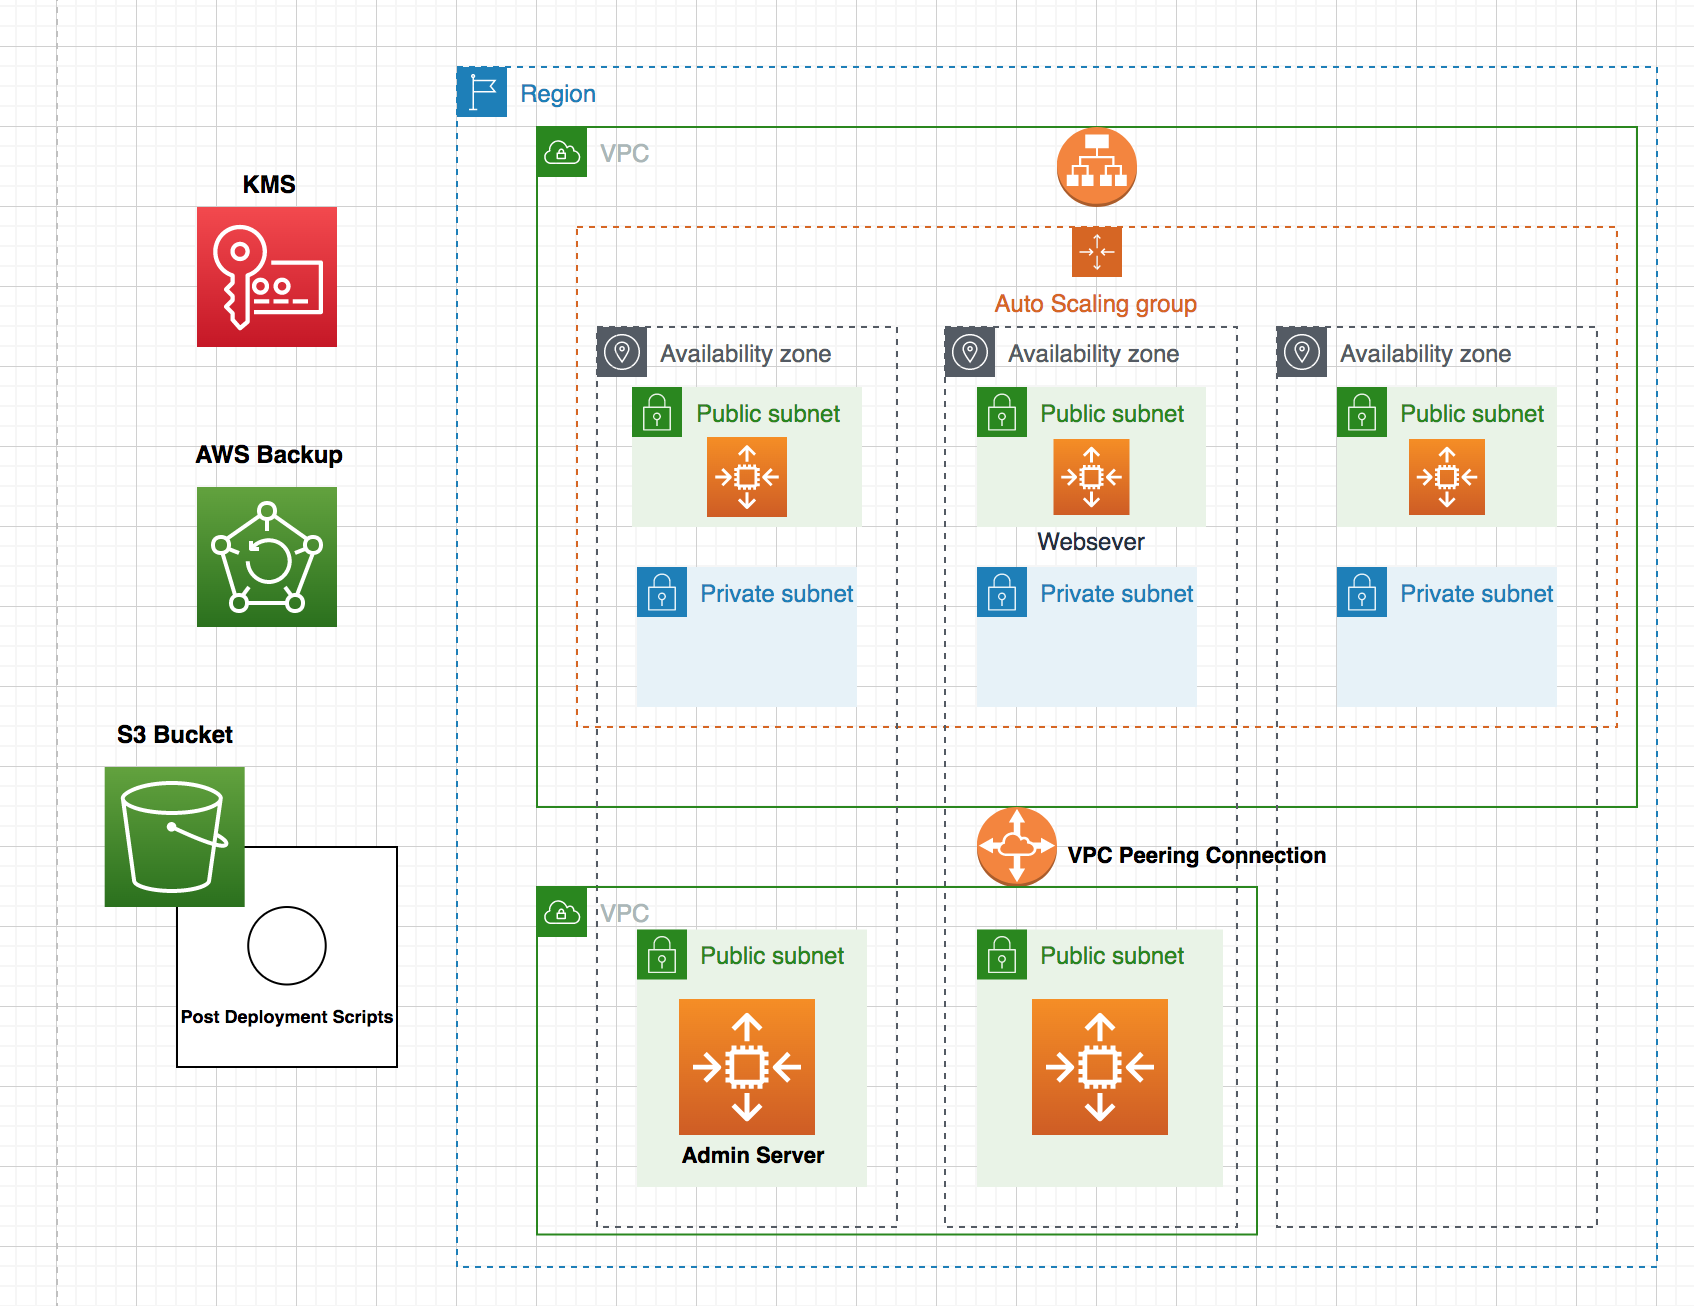 Region
VPC
KMS
Auto Scaling group
Availability zone
Availability zone
Availability zone
Public subnet
Public subnet
Public subnet
AWS Backup
Websever
Private subnet
Private subnet
Private subnet
S3 Bucket
VPC Peering Connection
VPC
Public subnet
Public subnet
Post Deployment Scripts
Admin Server